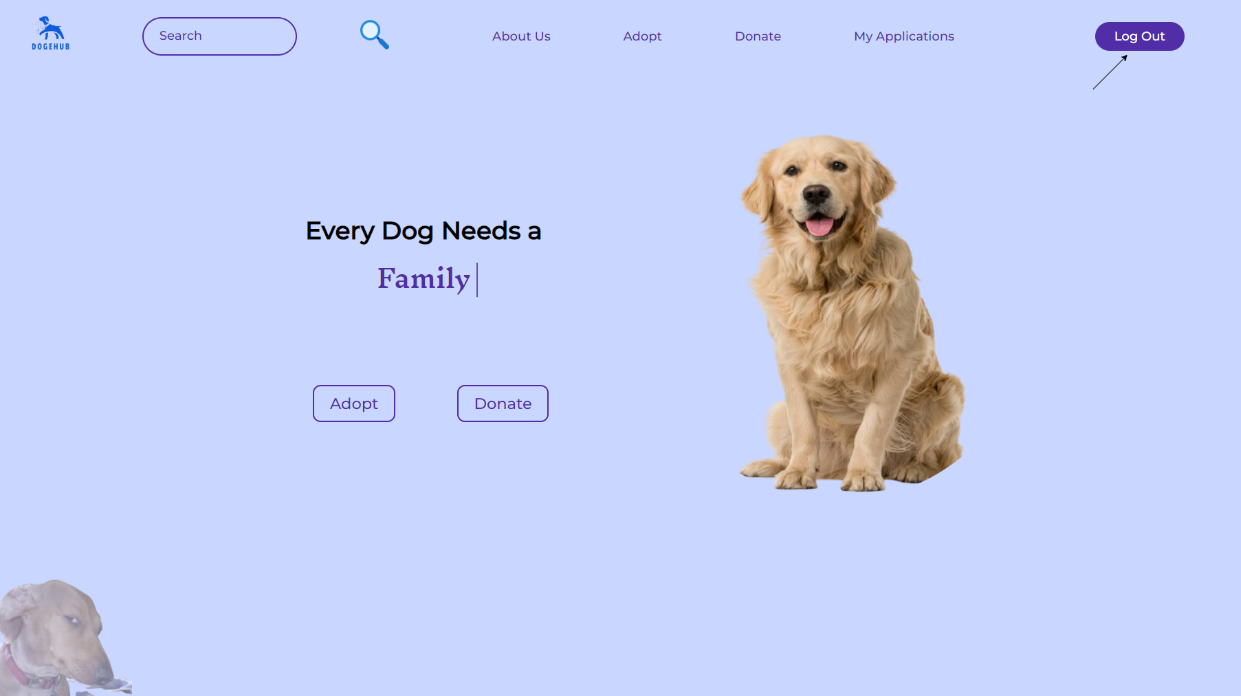 DOGEHUB
Search
About Us
Adopt
Donate
My Applications
Log Out
Every Dog Needs a
Family
Adopt
Donate